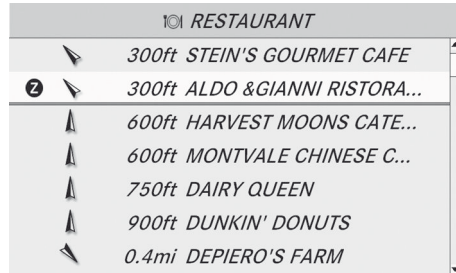 RESTAURANT
300ft STEIN'S GOURMET CAFE
Z 300ft ALDO &GIANNI RISTORA...
600ft HARVEST MOONS CATE...
600ft MONTVALE CHINESE C...
750ft DAIRY QUEEN
900ft DUNKIN' DONUTS
0.4mi DEPIERO'S FARM